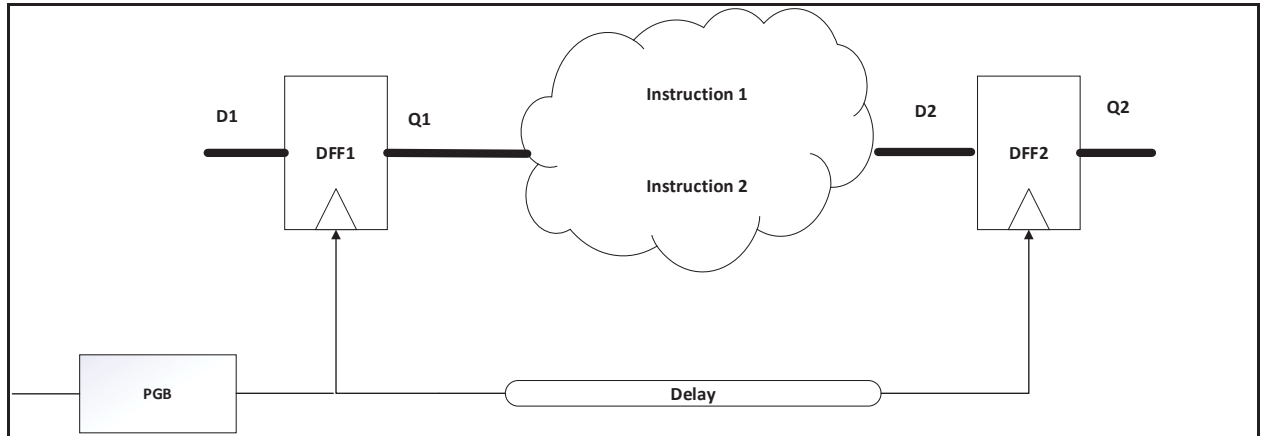 Instruction 1
D1
Q1
D2
Q2
DFF1
DFF2
Instruction 2
PGB
Delay